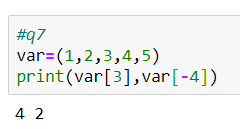 #q7
var=(1,2,3,4,5)
print(var[3],var[-4])
4 2